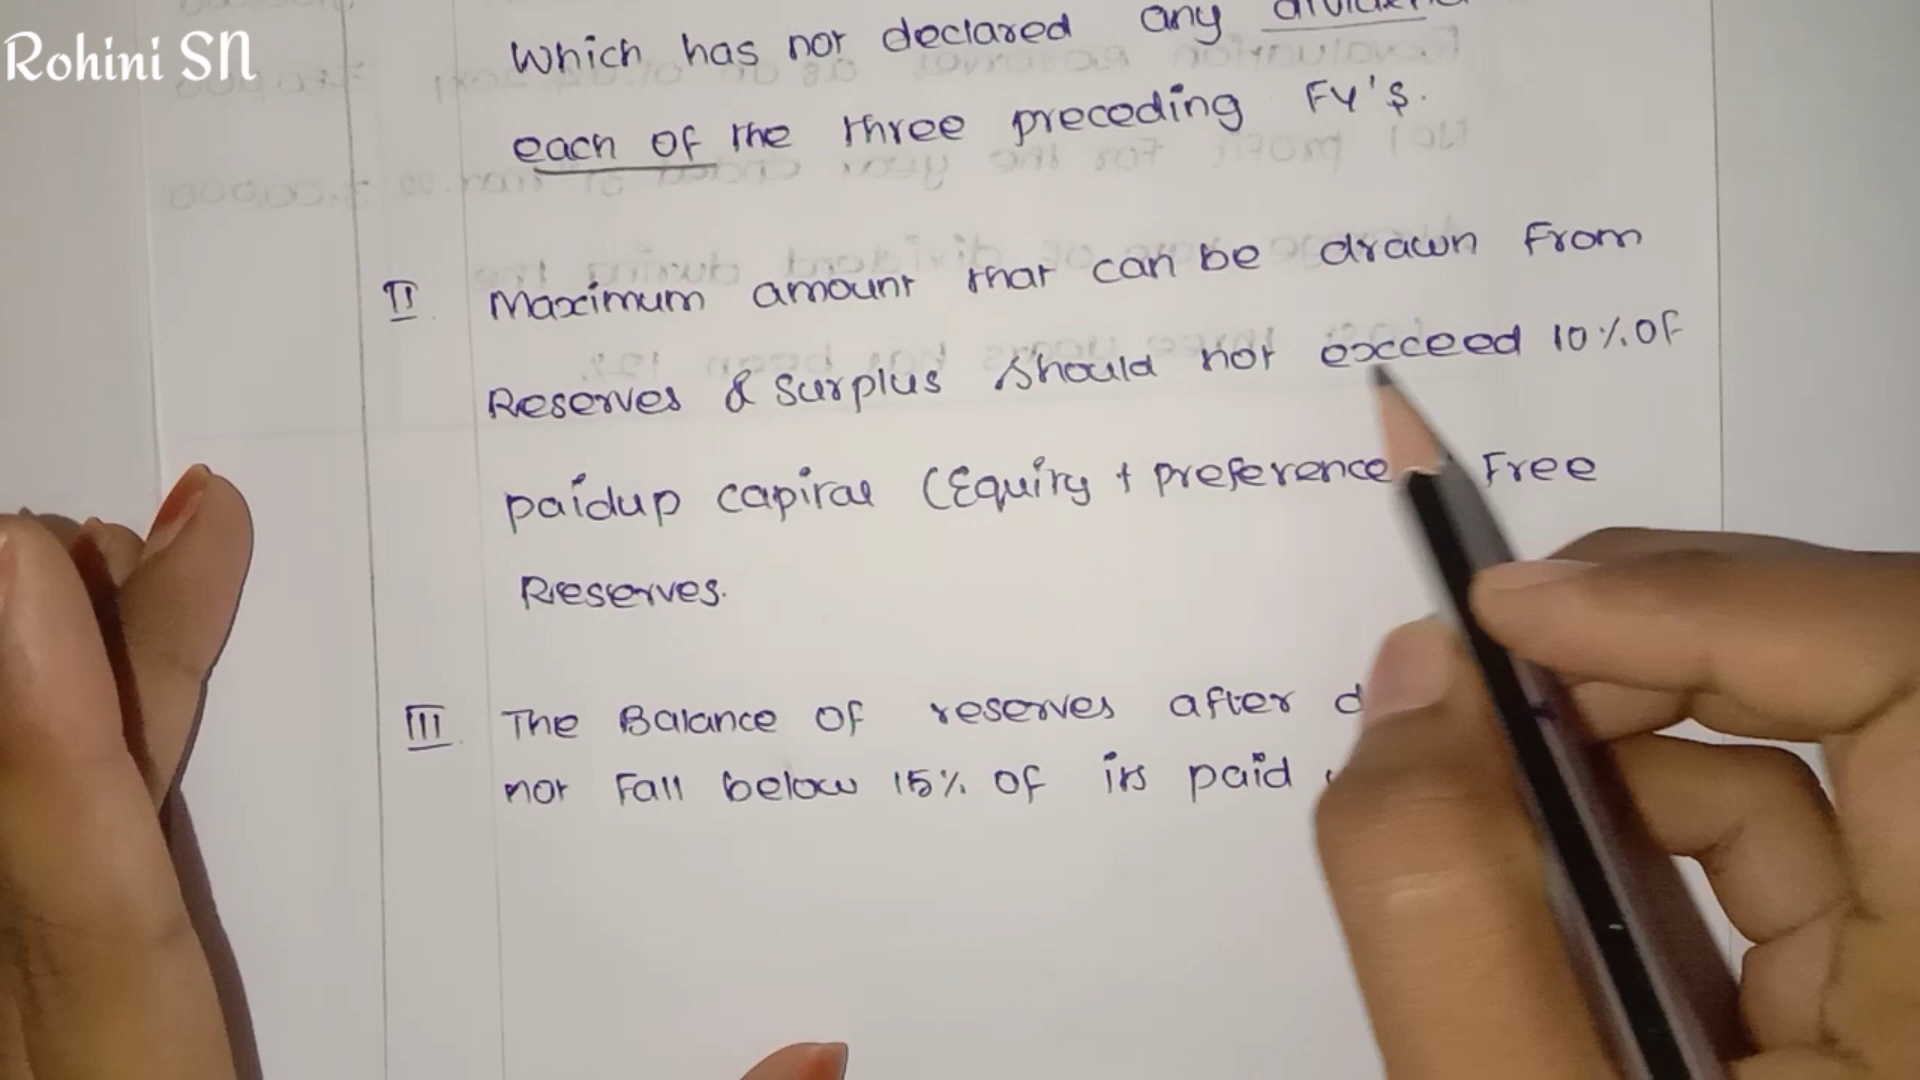 Rohini SN
Which has not declared any dividend
each of the three preceding FY's.
II. Maximum amount that can be drawn From
Reserves & Surplus Should not exceed 10% OF
paidup capital (Equity + preference Free
Reserves.
III. The Balance OF reserves after
not Fall below 15% OF its paid